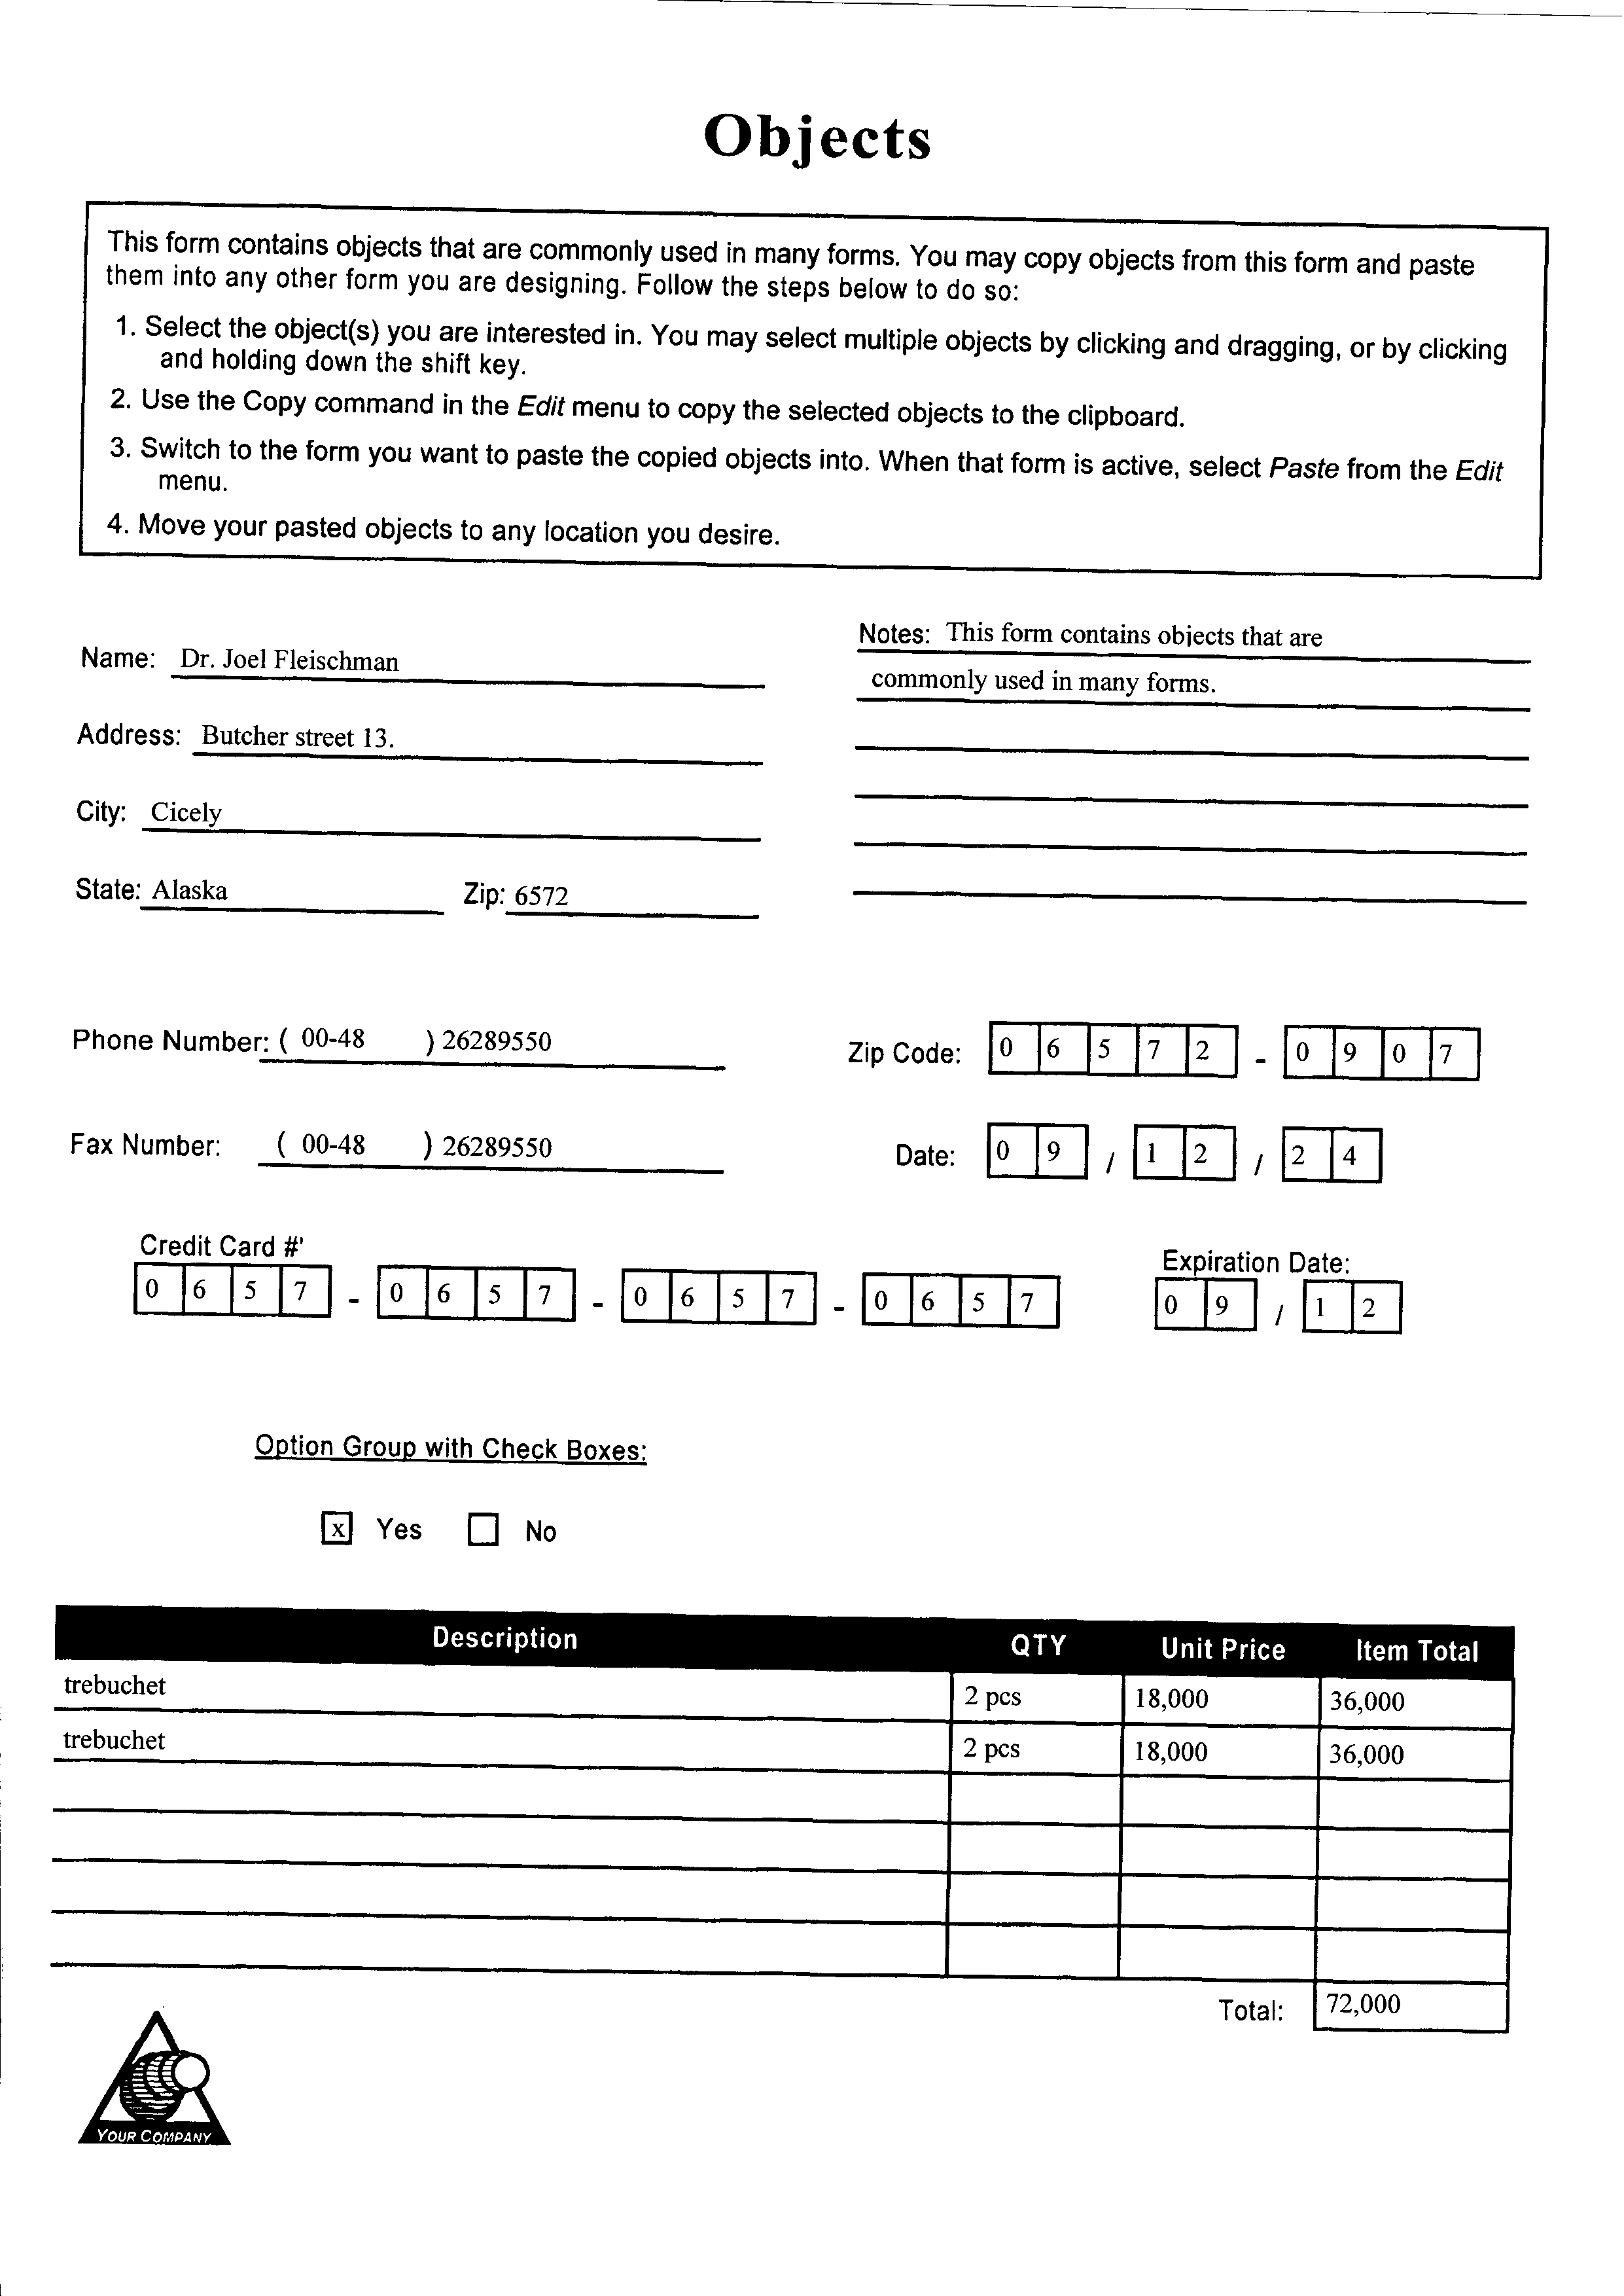 Objects
This form contains objects that are commonly used in many forms. You may copy objects from this form and paste
them into any other form you are designing. Follow the steps below to do so:
1. Select the object(s) you are interested in. You may select multiple objects by clicking and dragging, or by clicking
and holding down the shift key.
2. Use the Copy command in the Edit menu to copy the selected objects to the clipboard.
3. Switch to the form you want to paste the copied objects into. When that form is active, select Paste from the Edit
menu.
4. Move your pasted objects to any location you desire.
Name: Dr. Joel Fleischman
Address: Butcher street 13.
City: Cicely
State: Alaska Zip: 6572
Notes: This form contains objects that are
commonly used in many forms.
Phone Number: ( 00-48 ) 26289550
Zip Code: 0 6 5 7 2 - 0 9 0 7
Fax Number: ( 00-48 ) 26289550
Date: 0 9 / 1 2 / 2 4
Credit Card #'
0 6 5 7 - 0 6 5 7 - 0 6 5 7 - 0 6 5 7
Expiration Date:
0 9 / 1 2
Option Group with Check Boxes:
x Yes No
Description QTY Unit Price Item Total
trebuchet 2 pcs 18,000 36,000
trebuchet 2 pcs 18,000 36,000
Total: 72,000
YOUR COMPANY